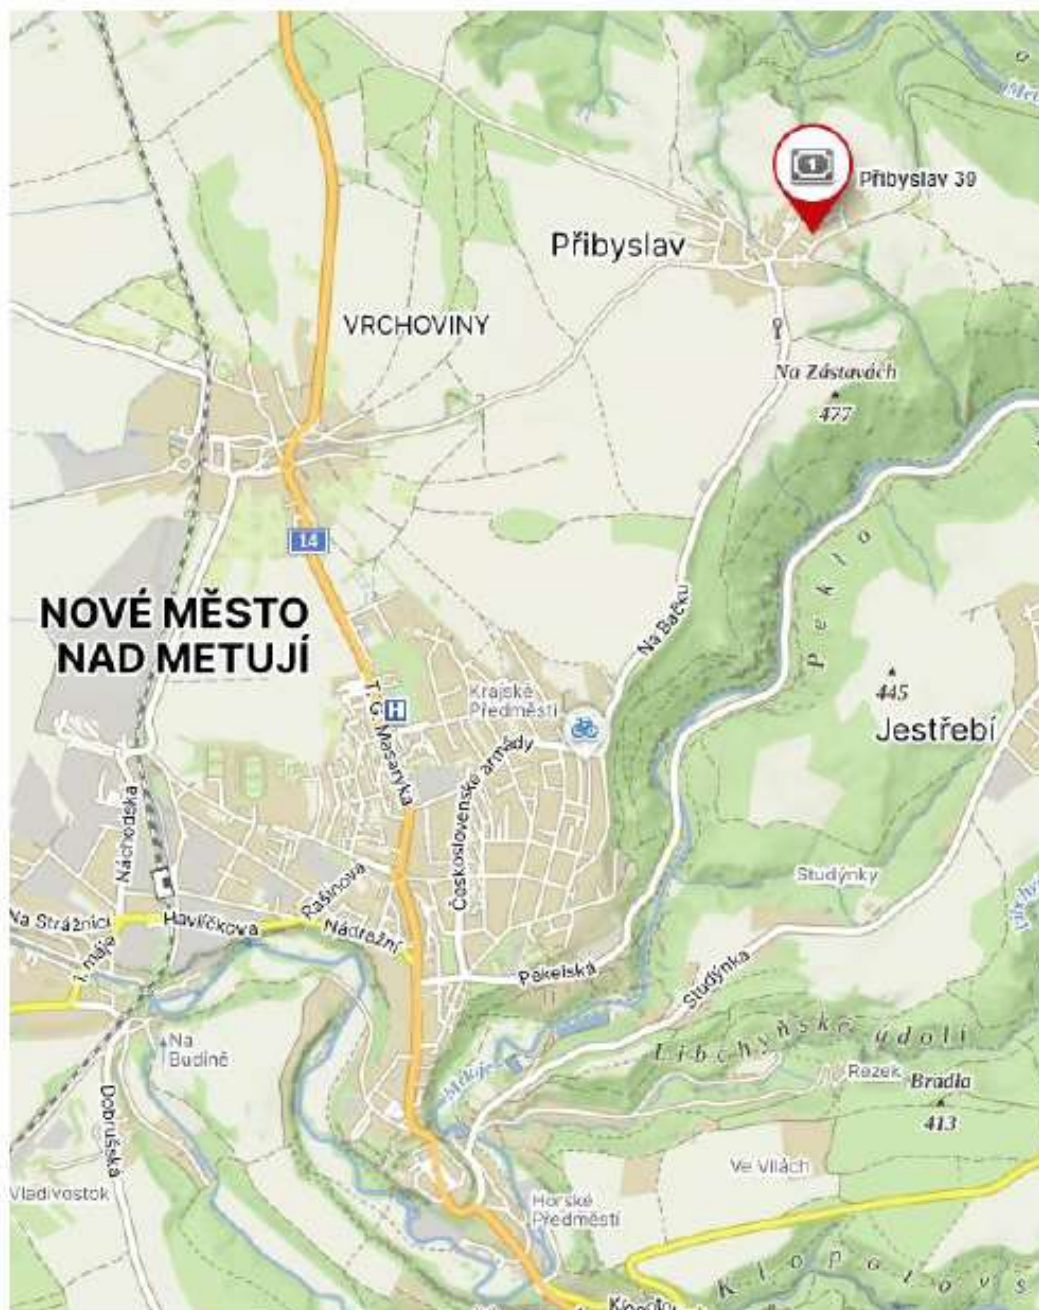 1
Přibyslav 39
Přibyslav
VRCHOVINY
Na Zástavách
477
14
NOVÉ MĚSTO
NAD METUJÍ
Na Bačku
Peklo
Krajské
Předměstí
H
T. G. Masaryka
445
Jestřebí
Československé armády
Náchodská
Rašínova
Studýnky
Na Strážnici
Havlíčkova
Nádražní
1. máje
Pekelská
Studýnka
Na
Budíně
Libchyňské údolí
Metuje
Rezek
Bradla
413
Dobrušská
Ve Vilách
Vladivostok
Horské
Předměstí